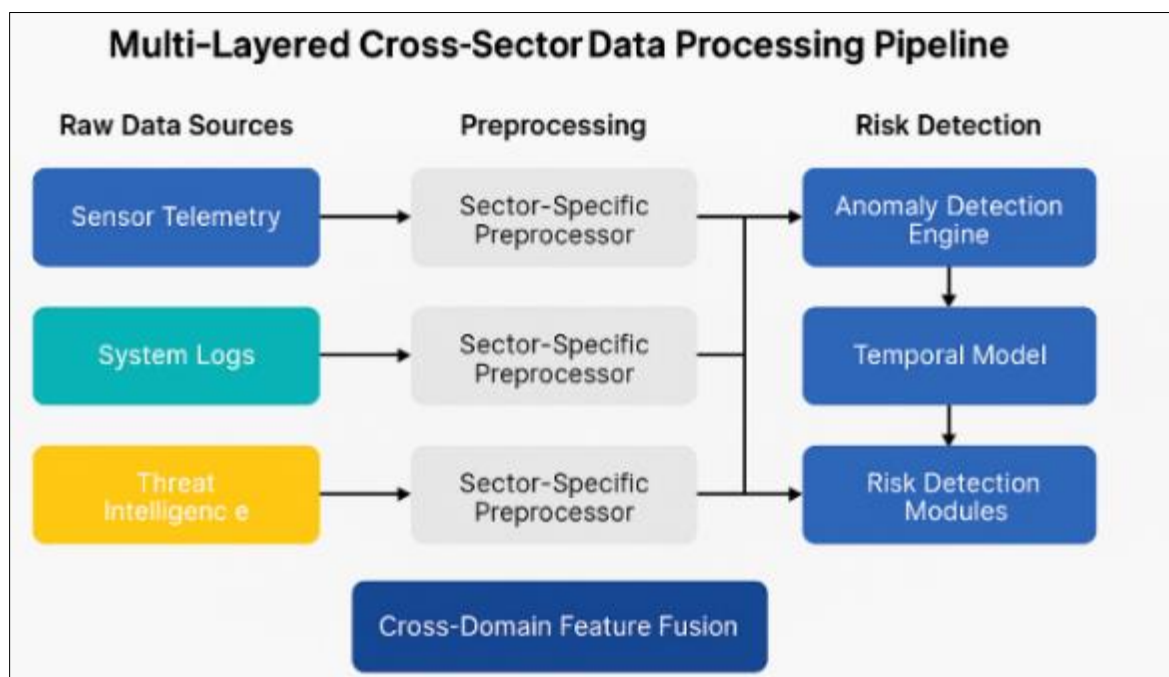 Multi-Layered Cross-Sector Data Processing Pipeline
Raw Data Sources
Preprocessing
Risk Detection
Sensor Telemetry
Sector-Specific
Preprocessor
Anomaly Detection
Engine
System Logs
Sector-Specific
Preprocessor
Temporal Model
Threat
Intelligenc e
Sector-Specific
Preprocessor
Risk Detection
Modules
Cross-Domain Feature Fusion